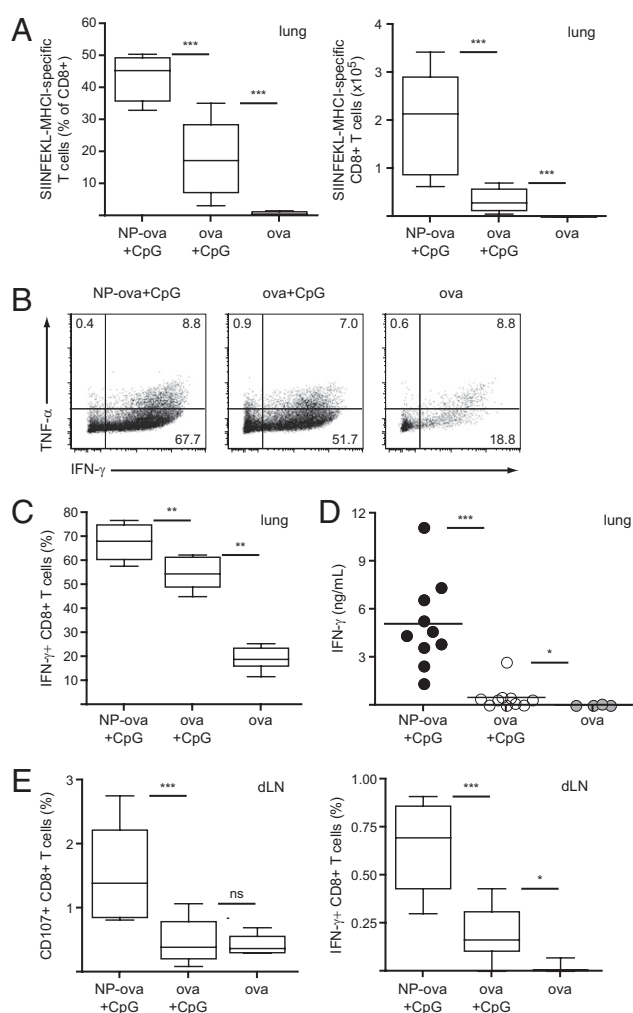 A
lung
SIINFEKL-MHCI-specific
T cells (% of CD8+)
60
50
40
30
20
10
***
***
NP-ova
+CpG
ova
+CpG
ova
lung
SIINFEKL-MHCI-specific
CD8+ T cells (x10⁵)
4
3
2
1
***
***
NP-ova
+CpG
ova
+CpG
ova
B
NP-ova+CpG
ova+CpG
ova
0.4 8.8
67.7
0.9 7.0
51.7
0.6 8.8
18.8
TNF-α
IFN-γ
C
lung
IFN-γ+ CD8+ T cells (%)
80
70
60
50
40
30
20
10
**
**
NP-ova
+CpG
ova
+CpG
ova
D
lung
IFN-γ (ng/mL)
12
9
6
3
***
*
NP-ova
+CpG
ova
+CpG
ova
E
dLN
CD107+ CD8+ T cells (%)
3
2
1
***
ns
NP-ova
+CpG
ova
+CpG
ova
dLN
IFN-γ+ CD8+ T cells (%)
1.00
0.75
0.50
0.25
***
*
NP-ova
+CpG
ova
+CpG
ova